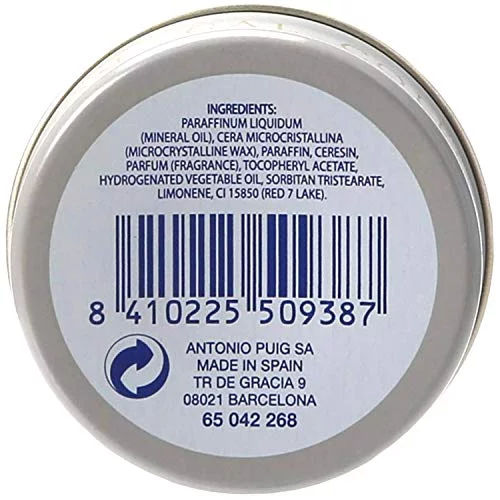 INGREDIENTS:
PARAFFINUM LIQUIDUM
(MINERAL OIL), CERA MICROCRISTALLINA
(MICROCRYSTALLINE WAX), PARAFFIN, CERESIN,
PARFUM (FRAGRANCE), TOCOPHERYL ACETATE,
HYDROGENATED VEGETABLE OIL, SORBITAN TRISTEARATE,
LIMONENE, CI 15850 (RED 7 LAKE).
8 410225 509387
ANTONIO PUIG SA
MADE IN SPAIN
TR DE GRACIA 9
08021 BARCELONA
65 042 268